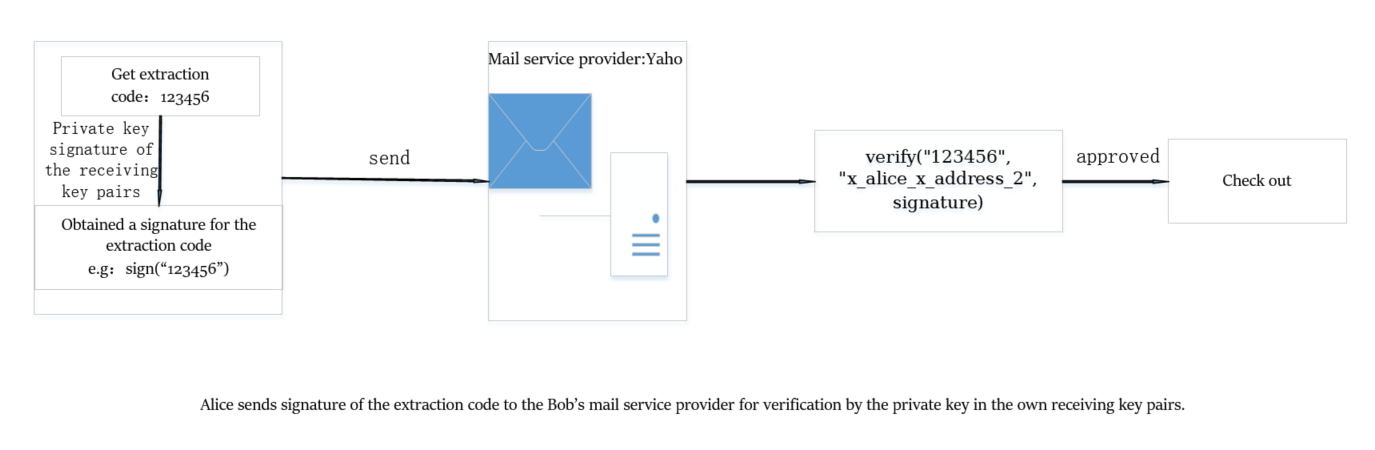 Get extraction
code： 123456
Private key
signature of
the receiving
key pairs
Obtained a signature for the
extraction code
e.g： sign(“123456”)
send
Mail service provider:Yaho
verify("123456",
"x_alice_x_address_2",
signature)
approved
Check out
Alice sends signature of the extraction code to the Bob’s mail service provider for verification by the private key in the own receiving key pairs.